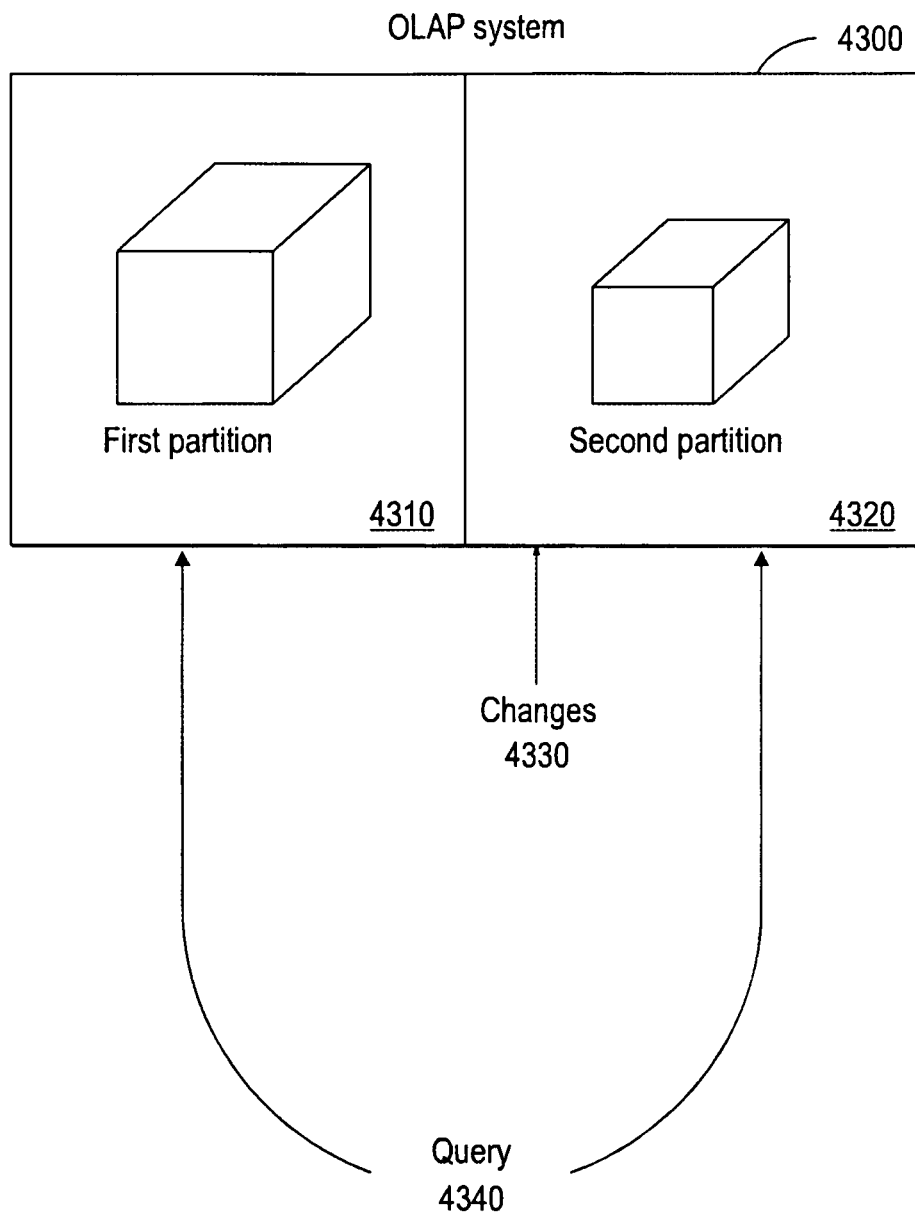 OLAP system
4300
First partition
4310
Second partition
4320
Changes
4330
Query
4340